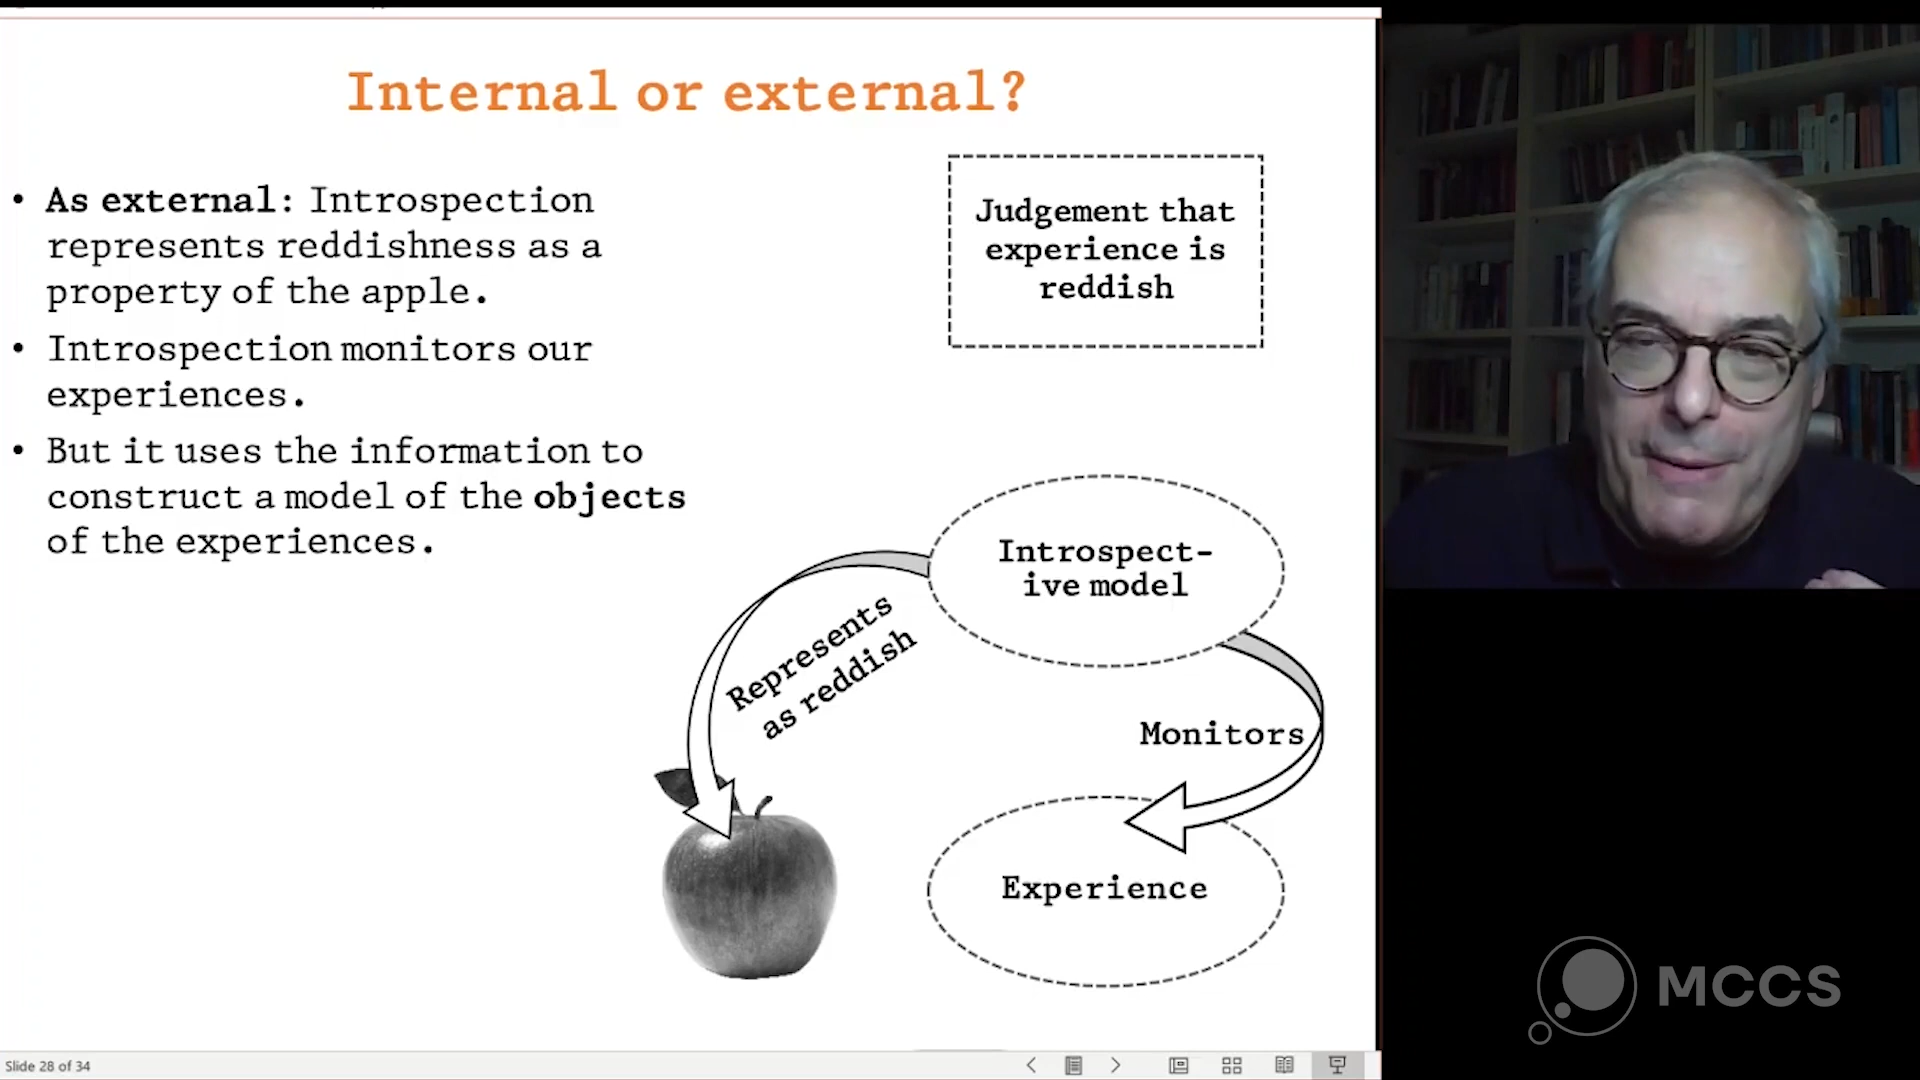 Internal or external?
• As external: Introspection
represents reddishness as a
property of the apple.
• Introspection monitors our
experiences.
• But it uses the information to
construct a model of the objects
of the experiences.
Judgement that
experience is
reddish
Introspect-
ive model
Represents
as reddish
Monitors
Experience
MCCS
Slide 28 of 34